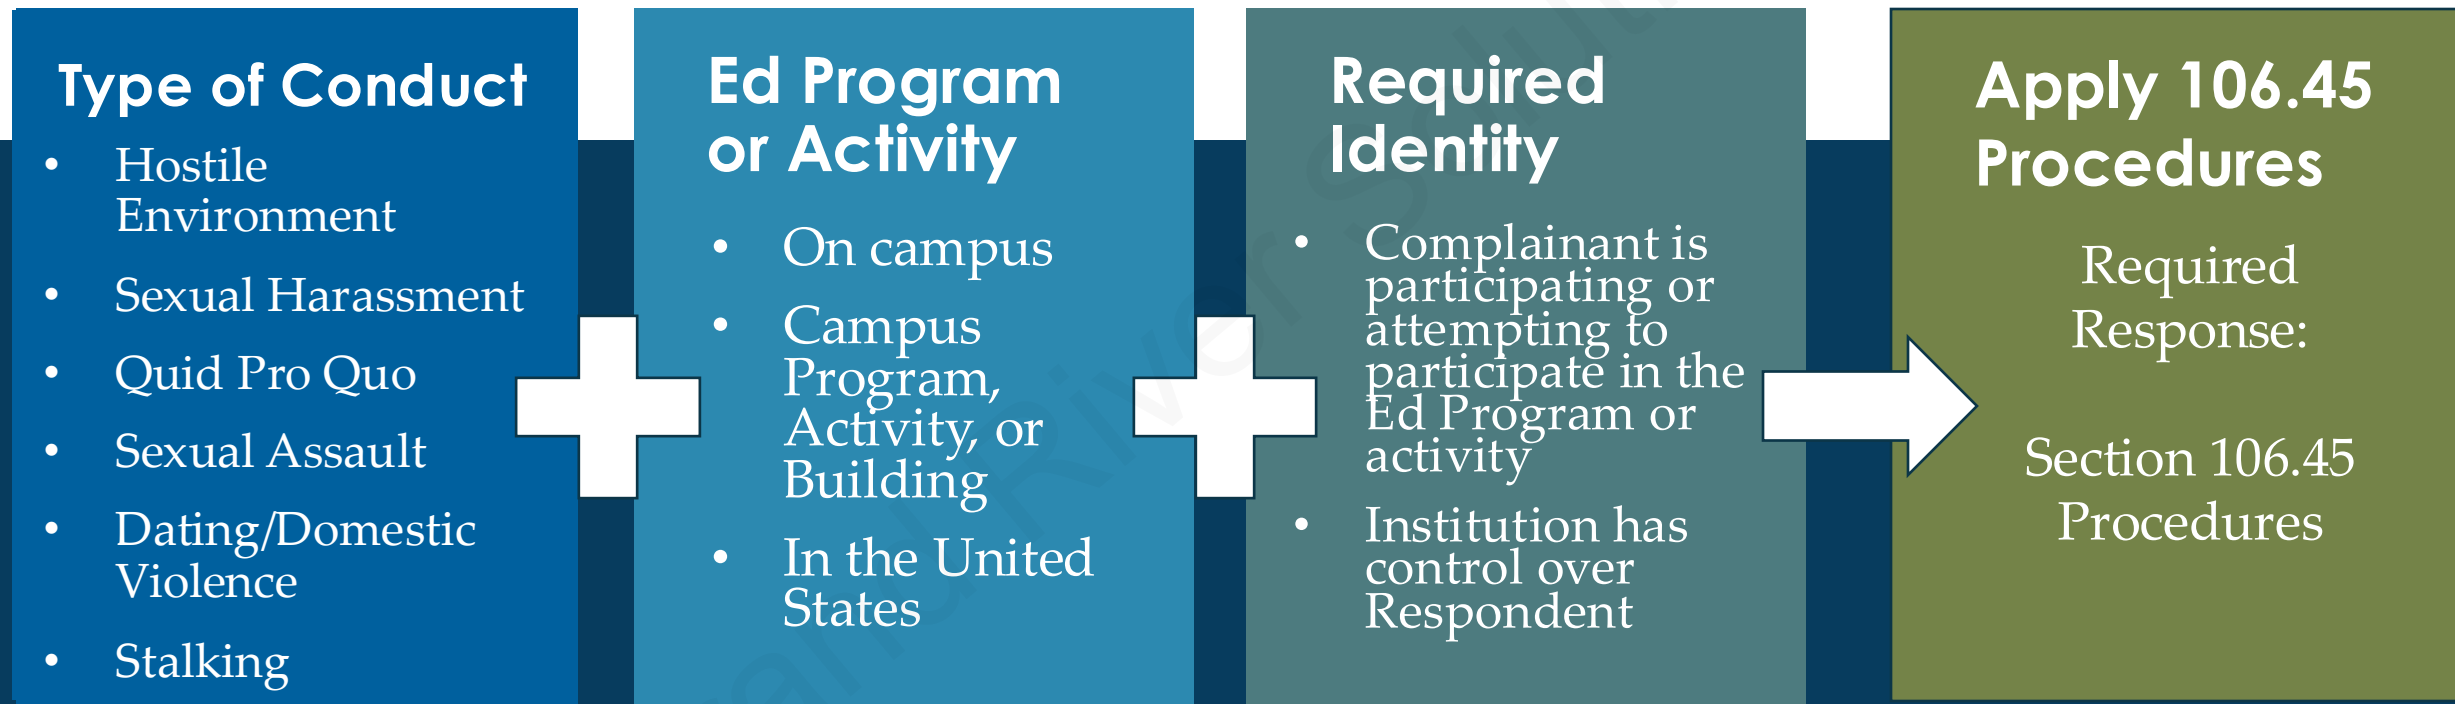 Type of Conduct
• Hostile
Environment
• Sexual Harassment
• Quid Pro Quo
• Sexual Assault
• Dating/Domestic
Violence
• Stalking
Ed Program
or Activity
• On campus
• Campus
Program,
Activity, or
Building
• In the United
States
Required
Identity
• Complainant is
participating or
attempting to
participate in the
Ed Program or
activity
• Institution has
control over
Respondent
Apply 106.45
Procedures
Required
Response:
Section 106.45
Procedures